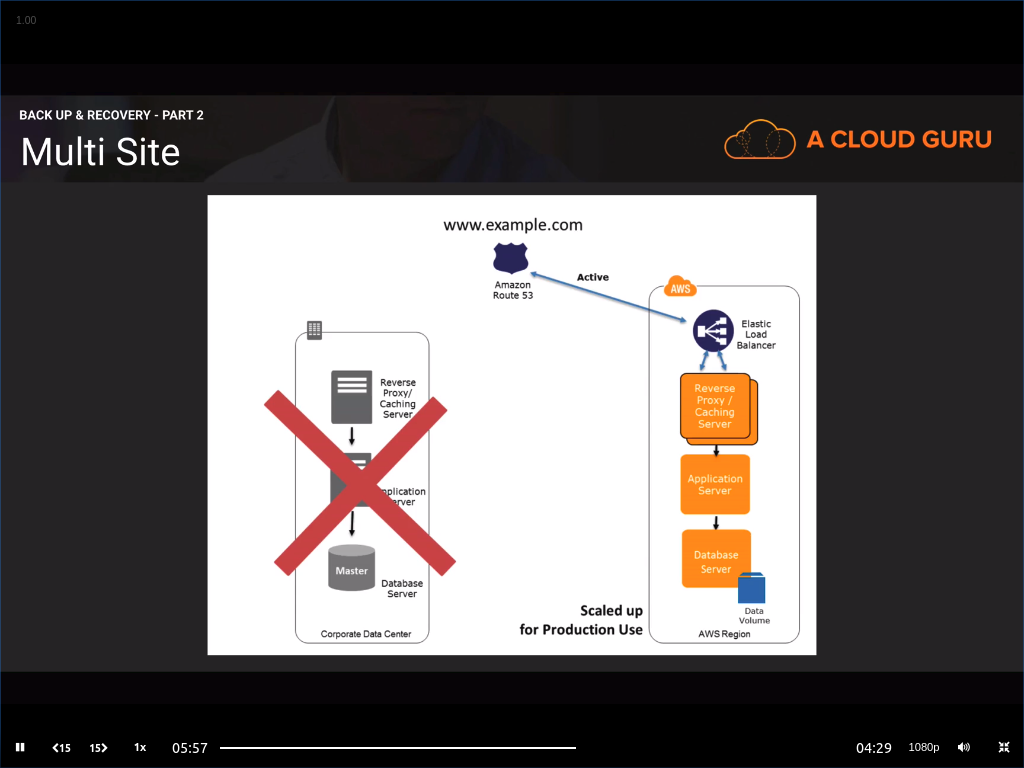 1.00
BACK UP & RECOVERY - PART 2
Multi Site
A CLOUD GURU
www.example.com
Amazon
Route 53
Active
AWS
Elastic
Load
Balancer
Reverse
Proxy/
Caching
Server
Reverse
Proxy /
Caching
Server
Application
Server
pplication
erver
Master
Database
Server
Database
Server
Data
Volume
Scaled up
for Production Use
Corporate Data Center
AWS Region
15
15
1x
05:57
04:29
1080p